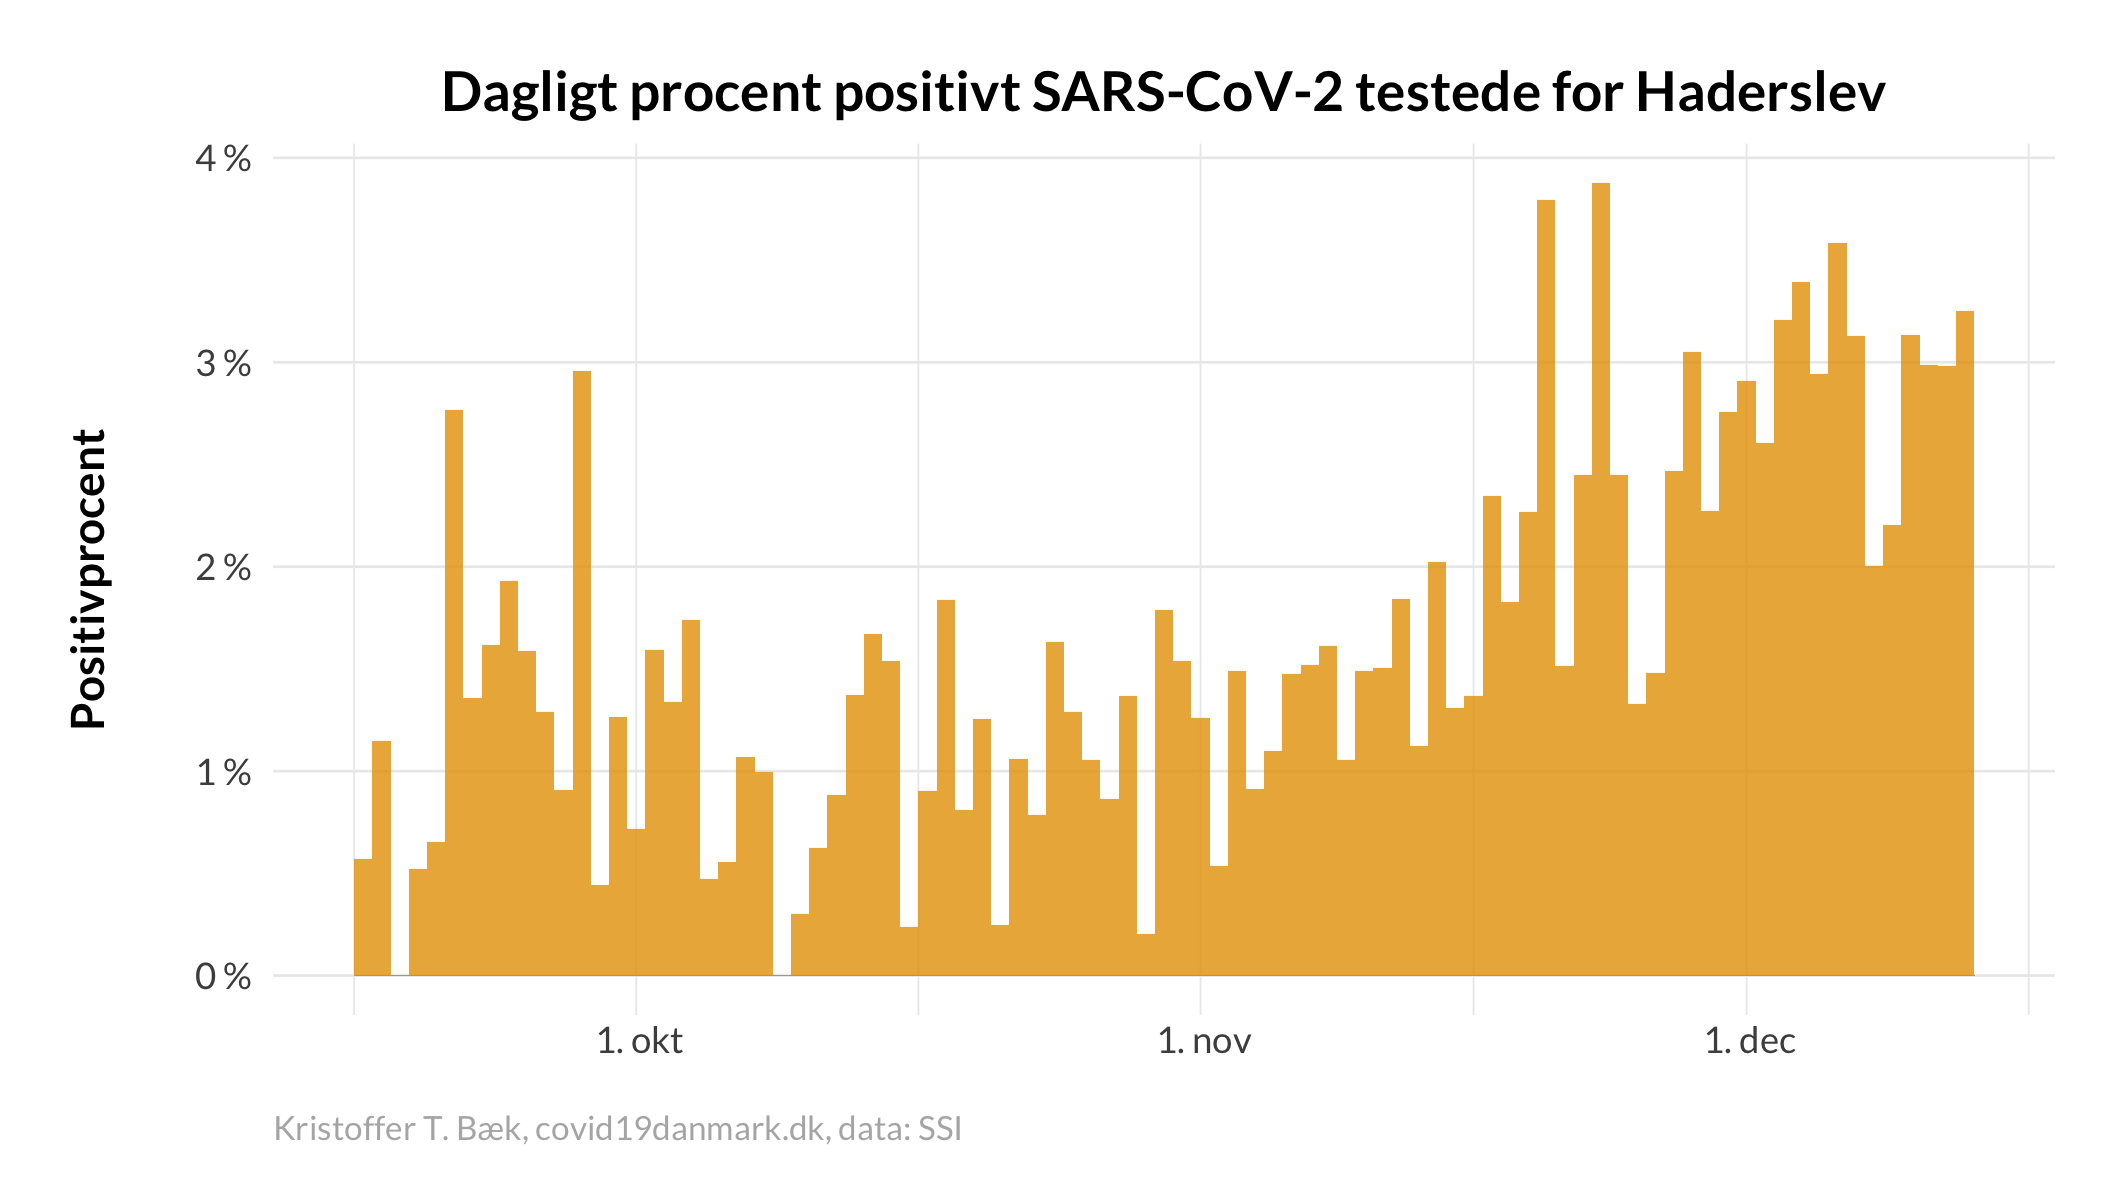 Dagligt procent positivt SARS-CoV-2 testede for Haderslev
Positivprocent
4 %
3 %
2 %
1 %
0 %
1. okt
1. nov
1. dec
Kristoffer T. Bæk, covid19danmark.dk, data: SSI